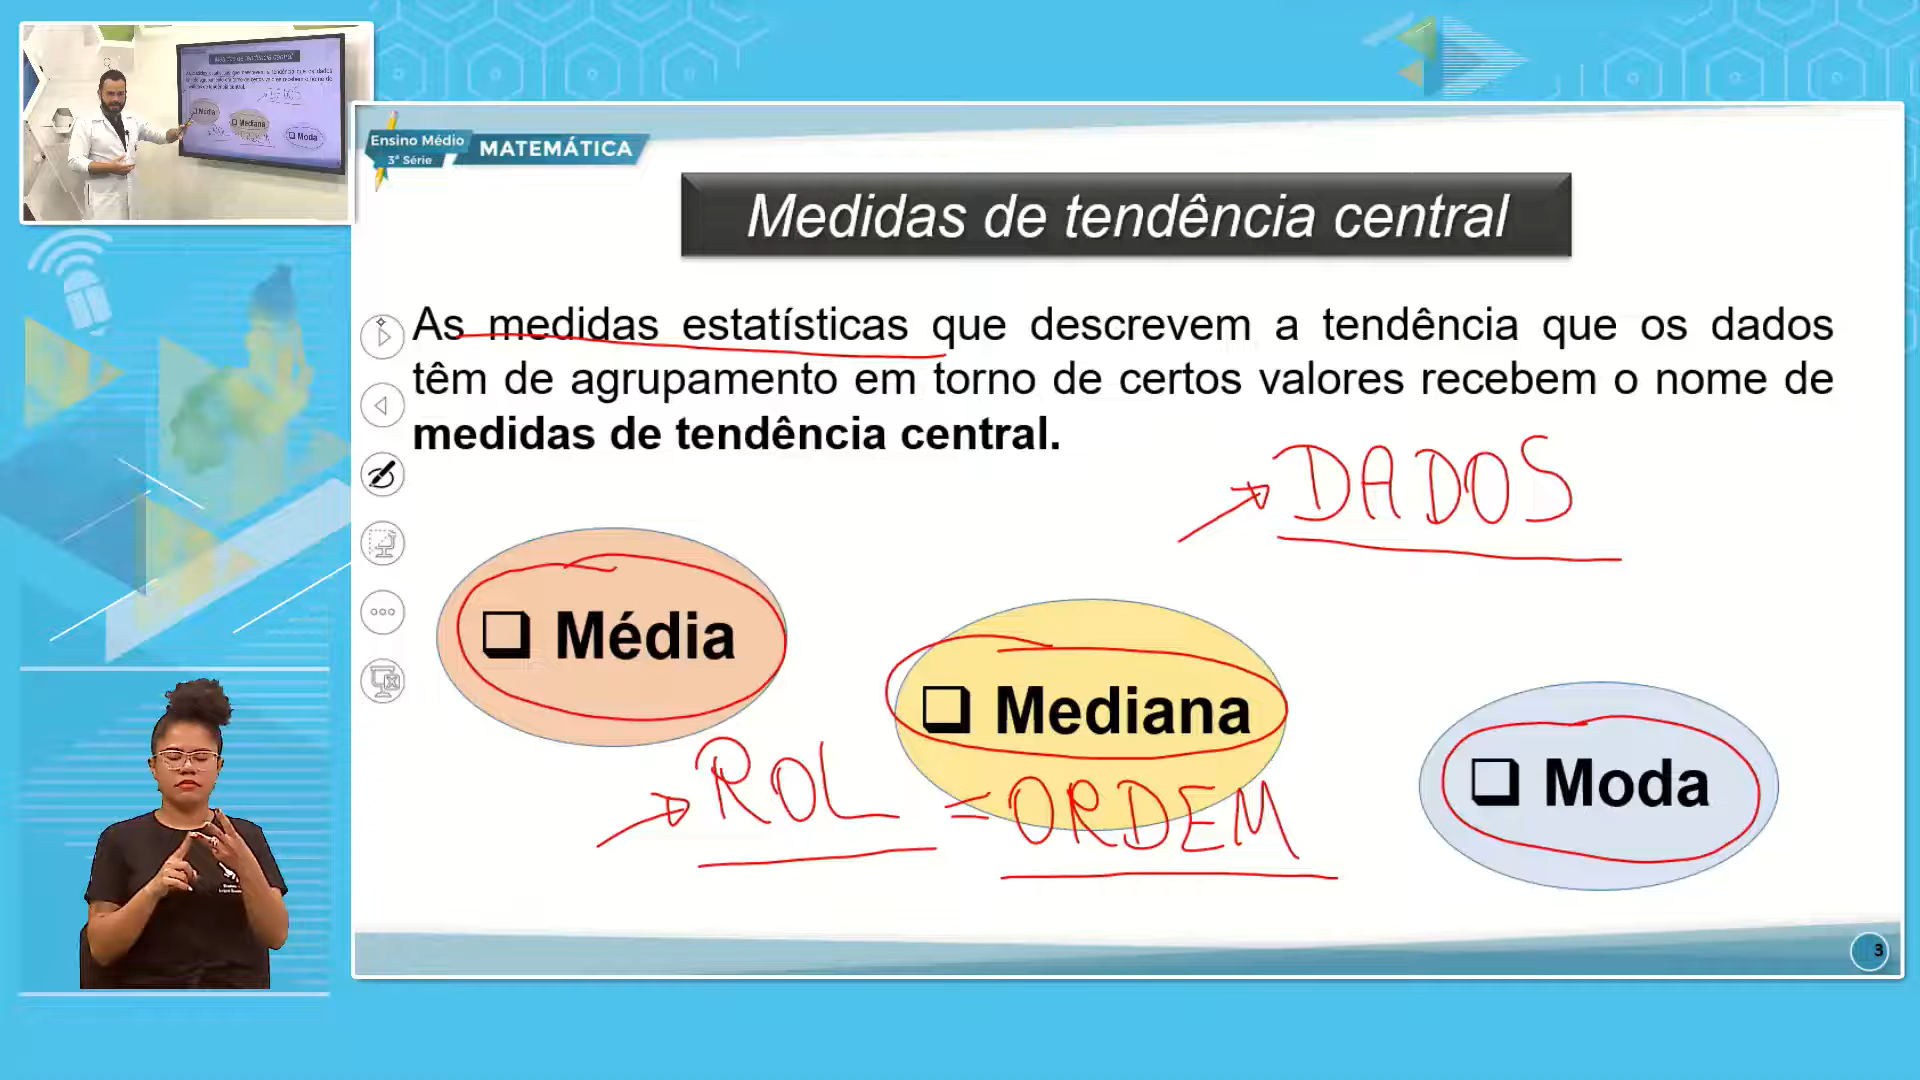 Ensino Médio
3ª Série
MATEMÁTICA
Medidas de tendência central
As medidas estatísticas que descrevem a tendência que os dados
têm de agrupamento em torno de certos valores recebem o nome de
medidas de tendência central.
DADOS
Média
Mediana
Moda
ROL = ORDEM
3